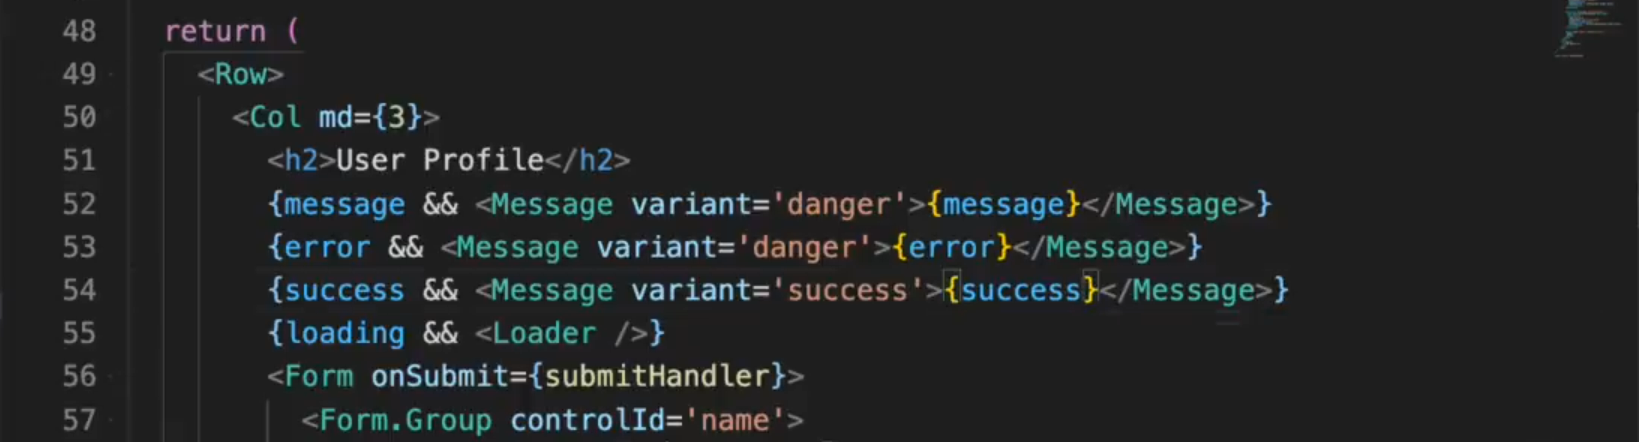 48 return (
49 <Row>
50 <Col md={3}>
51 <h2>User Profile</h2>
52 {message && <Message variant='danger'>{message}</Message>}
53 {error && <Message variant='danger'>{error}</Message>}
54 {success && <Message variant='success'>{success}</Message>}
55 {loading && <Loader />}
56 <Form onSubmit={submitHandler}>
57 <Form.Group controlId='name'>